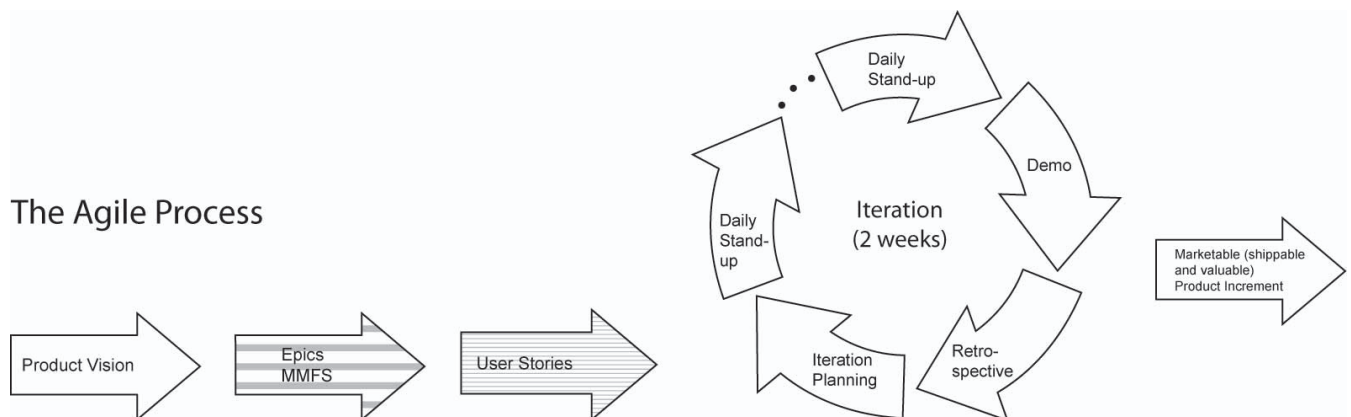 The Agile Process
Product Vision
Epics
MMFS
User Stories
Iteration
(2 weeks)
Iteration
Planning
Daily
Stand-
up
Daily
Stand-up
Demo
Retro-
spective
Marketable (shippable
and valuable)
Product Increment